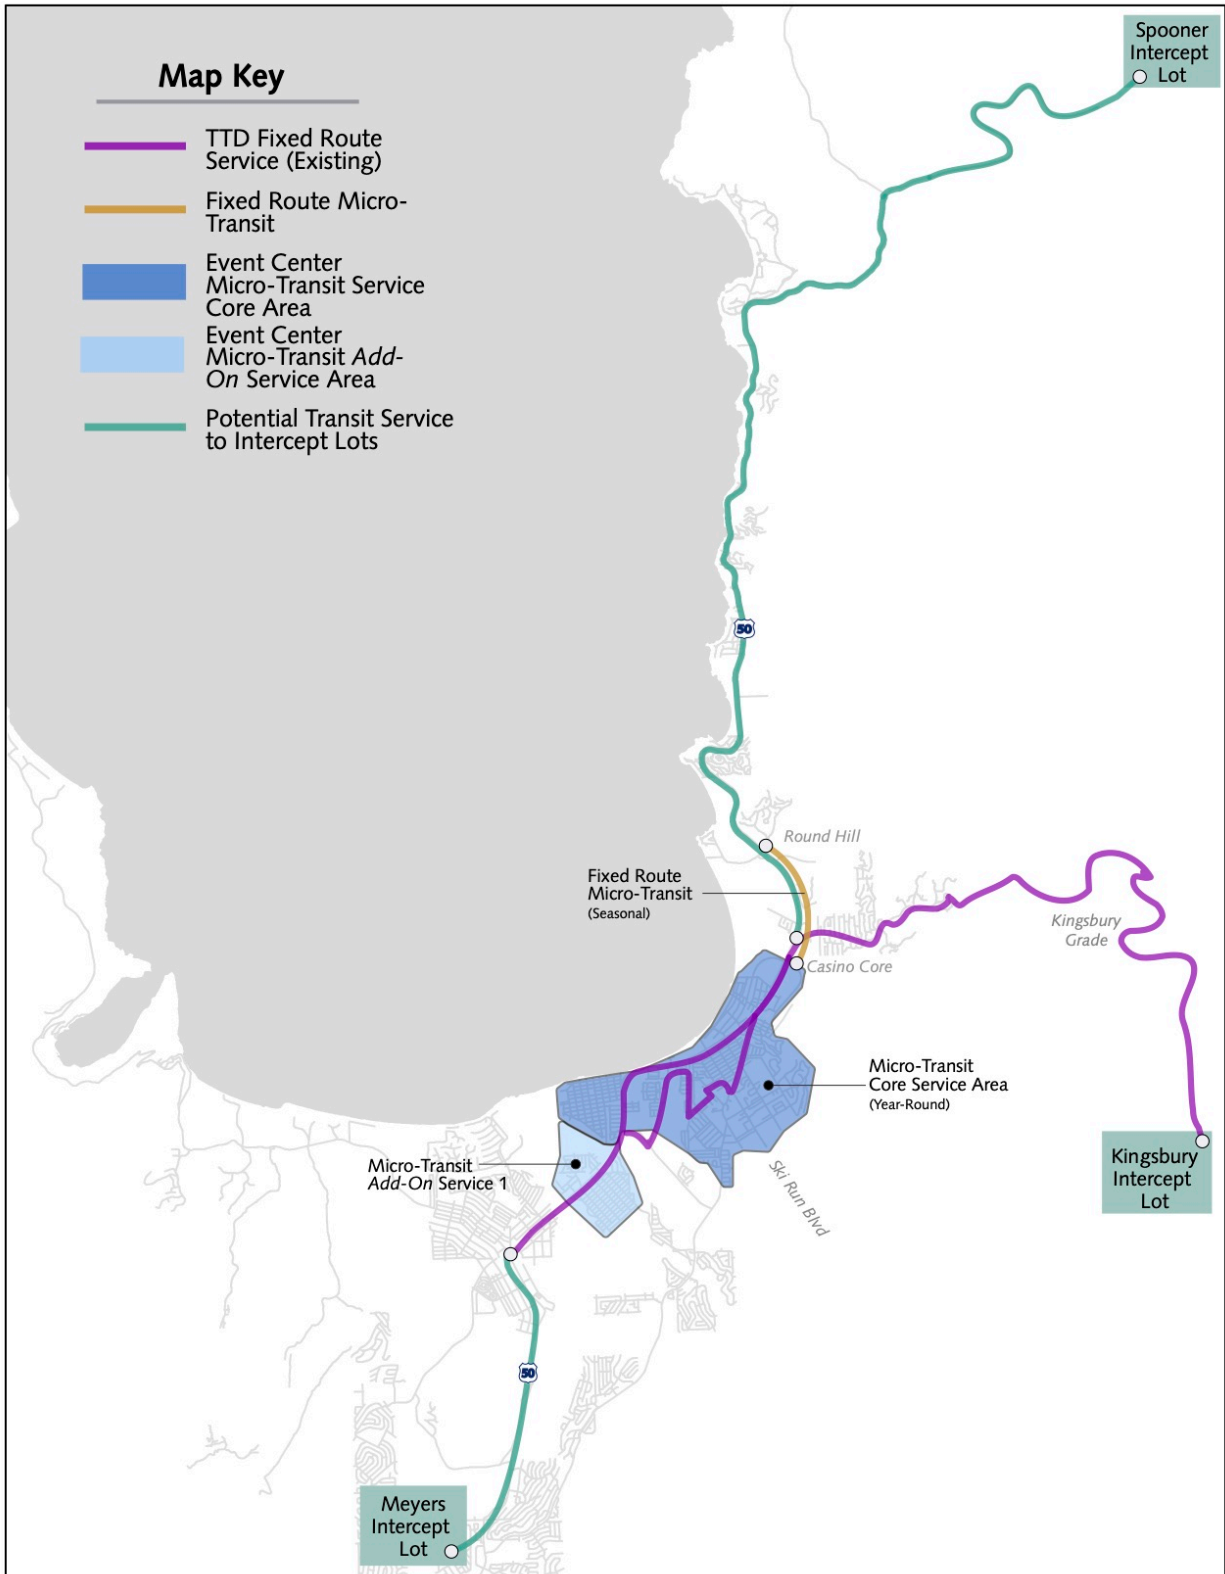 Map Key
TTD Fixed Route
Service (Existing)
Fixed Route Micro-
Transit
Event Center
Micro-Transit Service
Core Area
Event Center
Micro-Transit Add-
On Service Area
Potential Transit Service
to Intercept Lots
Spooner
Intercept
Lot
50
Round Hill
Fixed Route
Micro-Transit
(Seasonal)
Kingsbury
Grade
Casino Core
Micro-Transit
Core Service Area
(Year-Round)
Micro-Transit
Add-On Service 1
Ski Run Blvd
Kingsbury
Intercept
Lot
50
Meyers
Intercept
Lot